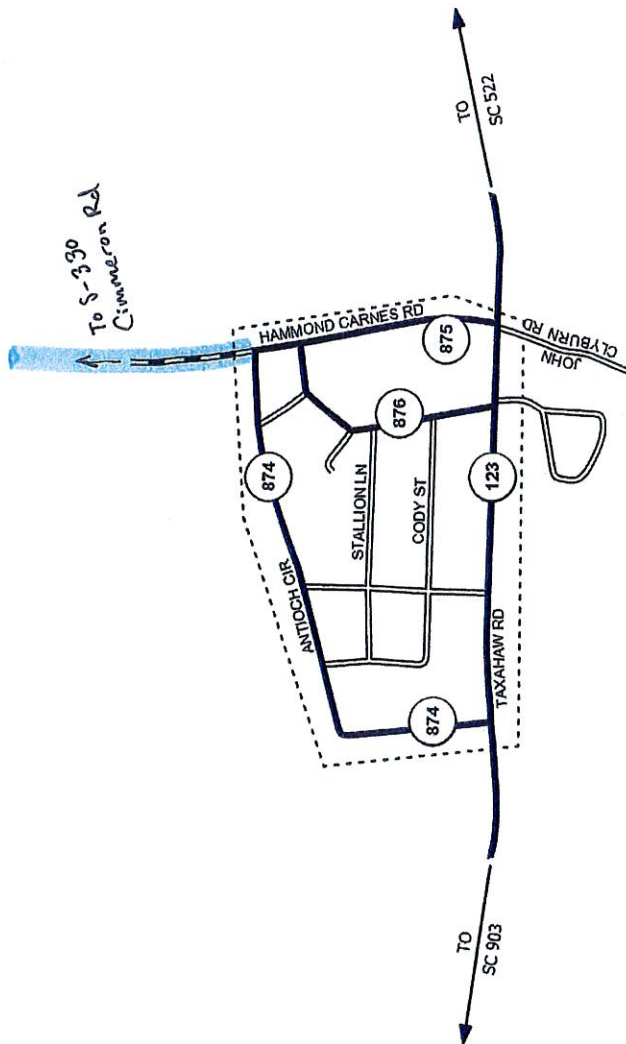 To S-330
Cimmeron Rd
TO
SC 522
HAMMOND CARNES RD
875
JOHN
CLYBURN RD
874
876
STALLION LN
CODY ST
123
ANTIOCH CIR
874
TAXAHAW RD
TO
SC 903